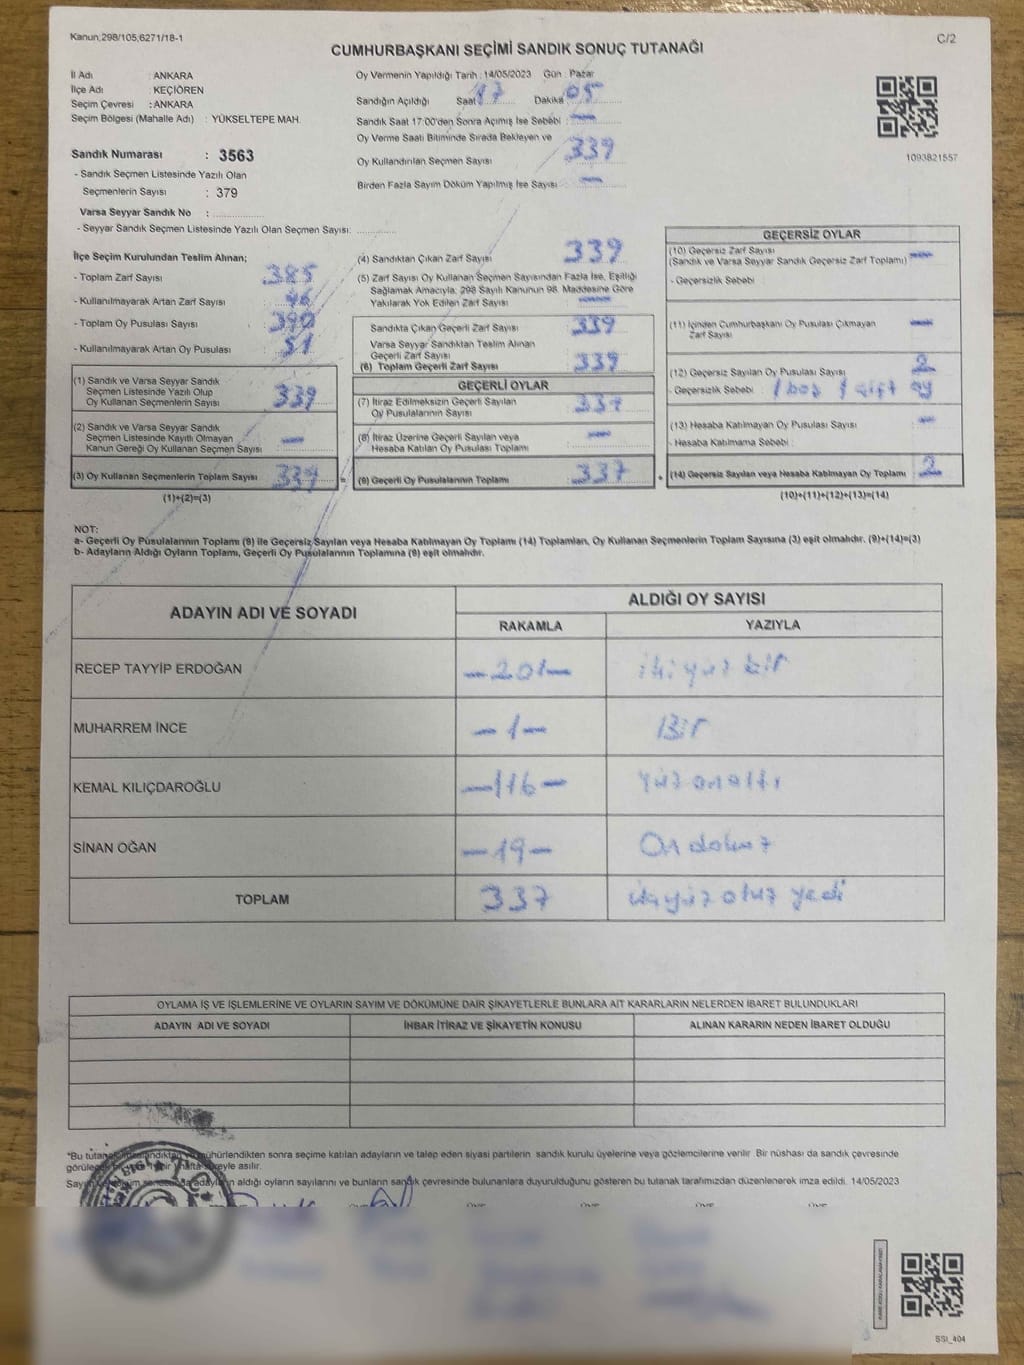 Kanun;298/105,6271/18-1
C/2
CUMHURBAŞKANI SEÇİMİ SANDIK SONUÇ TUTANAĞI
İl Adı : ANKARA
İlçe Adı : KEÇİÖREN
Seçim Çevresi : ANKARA
Seçim Bölgesi (Mahalle Adı) : YÜKSELTEPE MAH.
Sandık Numarası : 3563
- Sandık Seçmen Listesinde Yazılı Olan
Seçmenlerin Sayısı : 379
Varsa Seyyar Sandık No :
- Seyyar Sandık Seçmen Listesinde Yazılı Olan Seçmen Sayısı:
Oy Vermenin Yapıldığı Tarih : 14/05/2023 Gün : Pazar
Sandığın Açıldığı Saat 17 Dakika 05
Sandık Saat 17:00'den Sonra Açımış İse Sebebi : —
Oy Verme Saati Bitiminde Sırada Bekleyen ve
Oy Kullandırılan Seçmen Sayısı 339
Birden Fazla Sayım Döküm Yapılmış İse Sayısı —
1093821557
İlçe Seçim Kurulundan Teslim Alınan;
- Toplam Zarf Sayısı 385
- Kullanılmayarak Artan Zarf Sayısı 46
- Toplam Oy Pusulası Sayısı 390
- Kullanılmayarak Artan Oy Pusulası 51
(1) Sandık ve Varsa Seyyar Sandık
Seçmen Listesinde Yazılı Olup
Oy Kullanan Seçmenlerin Sayısı 339
(2) Sandık ve Varsa Seyyar Sandık
Seçmen Listesinde Kayıtlı Olmayan
Kanun Gereği Oy Kullanan Seçmen Sayısı —
(3) Oy Kullanan Seçmenlerin Toplam Sayısı 339
(1)+(2)=(3)
(4) Sandıktan Çıkan Zarf Sayısı 339
(5) Zarf Sayısı Oy Kullanan Seçmen Sayısından Fazla İse, Eşitliği
Sağlamak Amacıyla; 298 Sayılı Kanunun 98. Maddesine Göre
Yakılarak Yok Edilen Zarf Sayısı —
Sandıkta Çıkan Geçerli Zarf Sayısı 339
Varsa Seyyar Sandıktan Teslim Alınan
Geçerli Zarf Sayısı
(6) Toplam Geçerli Zarf Sayısı 339
GEÇERLİ OYLAR
(7) İtiraz Edilmeksizin Geçerli Sayılan
Oy Pusulalarının Sayısı 337
(8) İtiraz Üzerine Geçerli Sayılan veya
Hesaba Katılan Oy Pusulası Toplamı —
= (9) Geçerli Oy Pusulalarının Toplamı 337
GEÇERSİZ OYLAR
(10) Geçersiz Zarf Sayısı
(Sandık ve Varsa Seyyar Sandık Geçersiz Zarf Toplamı) —
- Geçersizlik Sebebi :
(11) İçinden Cumhurbaşkanı Oy Pusulası Çıkmayan
Zarf Sayısı —
(12) Geçersiz Sayılan Oy Pusulası Sayısı 2
- Geçersizlik Sebebi : 1 boş 1 çift oy
(13) Hesaba Katılmayan Oy Pusulası Sayısı —
- Hesaba Katılmama Sebebi :
+ (14) Geçersiz Sayılan veya Hesaba Katılmayan Oy Toplamı 2
(10)+(11)+(12)+(13)=(14)
NOT:
a- Geçerli Oy Pusulalarının Toplamı (9) ile Geçersiz Sayılan veya Hesaba Katılmayan Oy Toplamı (14) Toplamları, Oy Kullanan Seçmenlerin Toplam Sayısına (3) eşit olmalıdır. (9)+(14)=(3)
b- Adayların Aldığı Oyların Toplamı, Geçerli Oy Pusulalarının Toplamına (9) eşit olmalıdır.
ADAYIN ADI VE SOYADI
ALDIĞI OY SAYISI
RAKAMLA YAZIYLA
RECEP TAYYİP ERDOĞAN —201— ikiyüz bir
MUHARREM İNCE —1— Bir
KEMAL KILIÇDAROĞLU —116— Yüz onaltı
SİNAN OĞAN —19— On dokuz
TOPLAM 337 üçyüz otuz yedi
OYLAMA İŞ VE İŞLEMLERİNE VE OYLARIN SAYIM VE DÖKÜMÜNE DAİR ŞİKAYETLERLE BUNLARA AİT KARARLARIN NELERDEN İBARET BULUNDUKLARI
ADAYIN ADI VE SOYADI İHBAR İTİRAZ VE ŞİKAYETİN KONUSU ALINAN KARARIN NEDEN İBARET OLDUĞU
"Bu tutanak mühürlendikten sonra seçime katılan adayların ve talep eden siyasi partilerin sandık kurulu üyelerine veya gözlemcilerine verilir. Bir nüshası da sandık çevresinde
görülecek bir yere 1 (bir) hafta süreyle asılır.
adayların aldığı oyların sayılarını ve bunların sandık çevresinde bulunanlara duyurulduğunu gösteren bu tutanak tarafımızdan düzenlenerek imza edildi. 14/05/2023
SSI_404